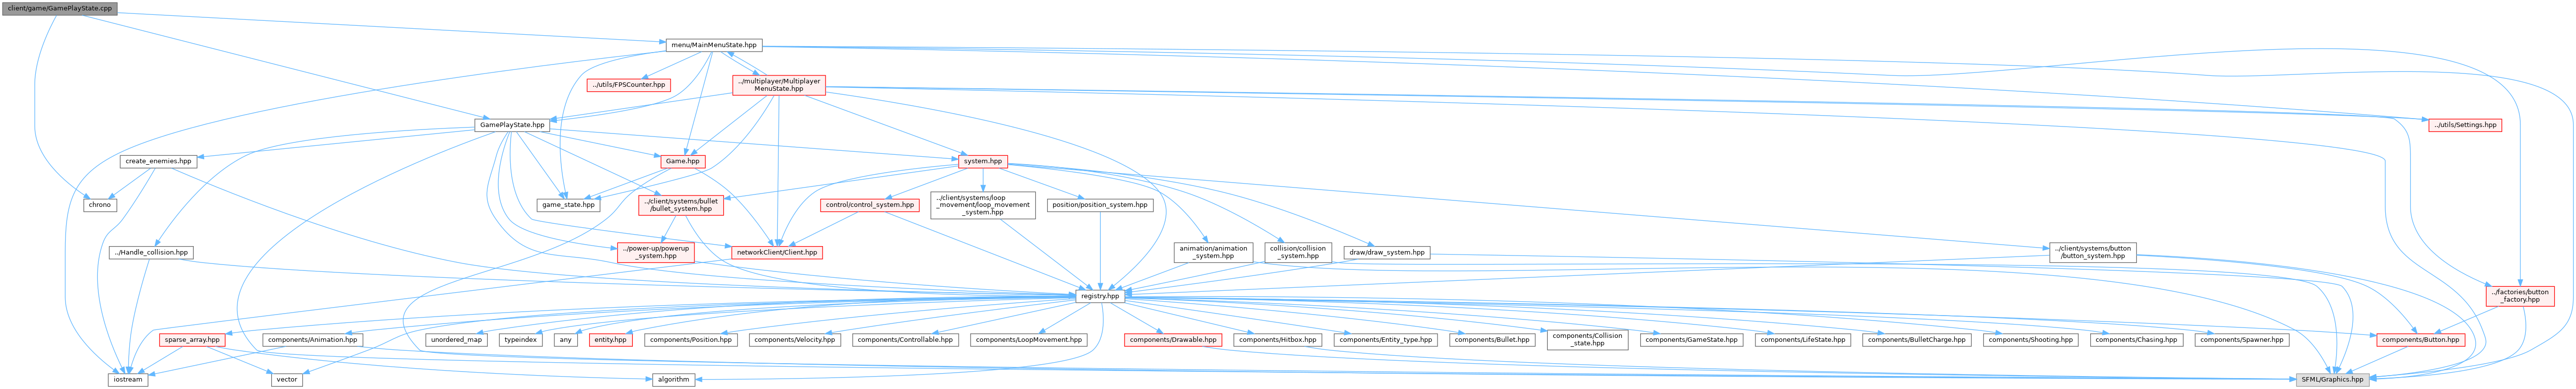 client/game/GamePlayState.cpp
menu/MainMenuState.hpp
../utils/FPSCounter.hpp
../multiplayer/Multiplayer
MenuState.hpp
GamePlayState.hpp
../utils/Settings.hpp
create_enemies.hpp
Game.hpp
system.hpp
chrono
game_state.hpp
../client/systems/bullet
/bullet_system.hpp
control/control_system.hpp
../client/systems/loop
_movement/loop_movement
_system.hpp
position/position_system.hpp
../Handle_collision.hpp
../power-up/powerup
_system.hpp
networkClient/Client.hpp
animation/animation
_system.hpp
collision/collision
_system.hpp
draw/draw_system.hpp
../client/systems/button
/button_system.hpp
registry.hpp
../factories/button
_factory.hpp
sparse_array.hpp
components/Animation.hpp
unordered_map
typeindex
any
entity.hpp
components/Position.hpp
components/Velocity.hpp
components/Controllable.hpp
components/LoopMovement.hpp
components/Drawable.hpp
components/Hitbox.hpp
components/Entity_type.hpp
components/Bullet.hpp
components/Collision
_state.hpp
components/GameState.hpp
components/LifeState.hpp
components/BulletCharge.hpp
components/Shooting.hpp
components/Chasing.hpp
components/Spawner.hpp
components/Button.hpp
iostream
vector
algorithm
SFML/Graphics.hpp